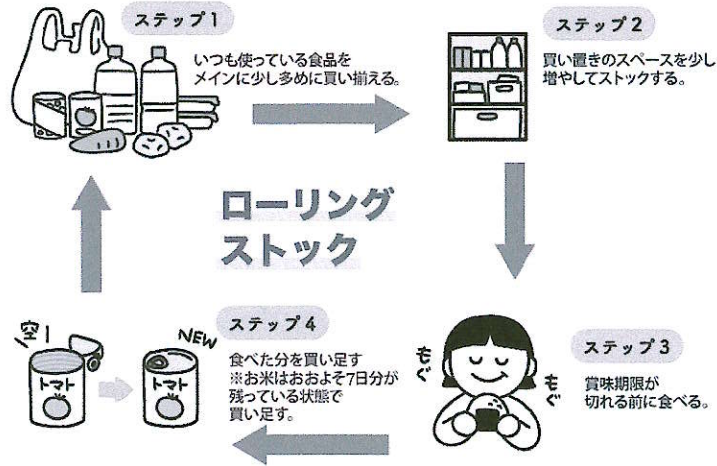 ステップ1
いつも使っている食品を
メインに少し多めに買い揃える。
ステップ2
買い置きのスペースを少し
増やしてストックする。
ローリング
ストック
ステップ3
賞味期限が
切れる前に食べる。
もぐ
もぐ
ステップ4
食べた分を買い足す
※お米はおおよそ7日分が
残っている状態で
買い足す。
空!
トマト
NEW
トマト